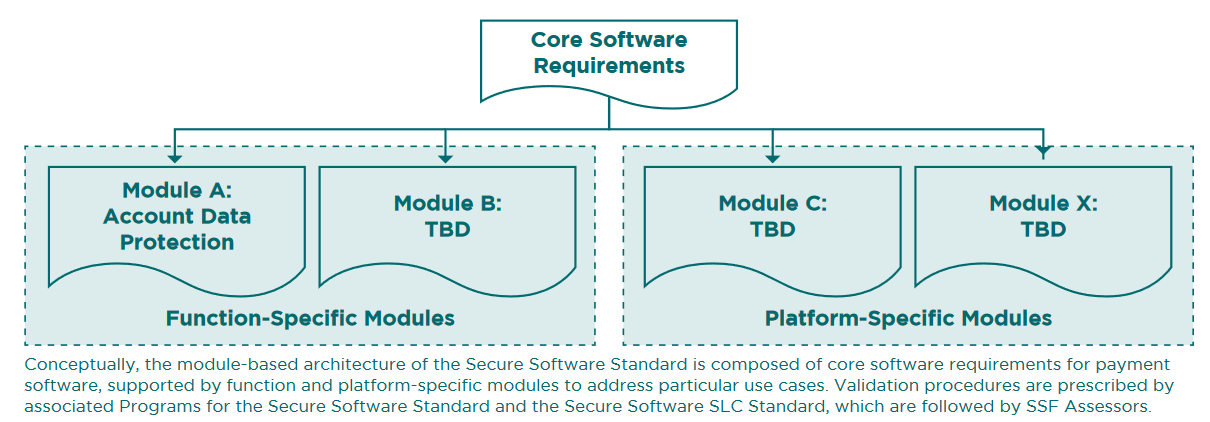 Core Software
Requirements
Module A:
Account Data
Protection
Module B:
TBD
Module C:
TBD
Module X:
TBD
Function-Specific Modules
Platform-Specific Modules
Conceptually, the module-based architecture of the Secure Software Standard is composed of core software requirements for payment
software, supported by function and platform-specific modules to address particular use cases. Validation procedures are prescribed by
associated Programs for the Secure Software Standard and the Secure Software SLC Standard, which are followed by SSF Assessors.